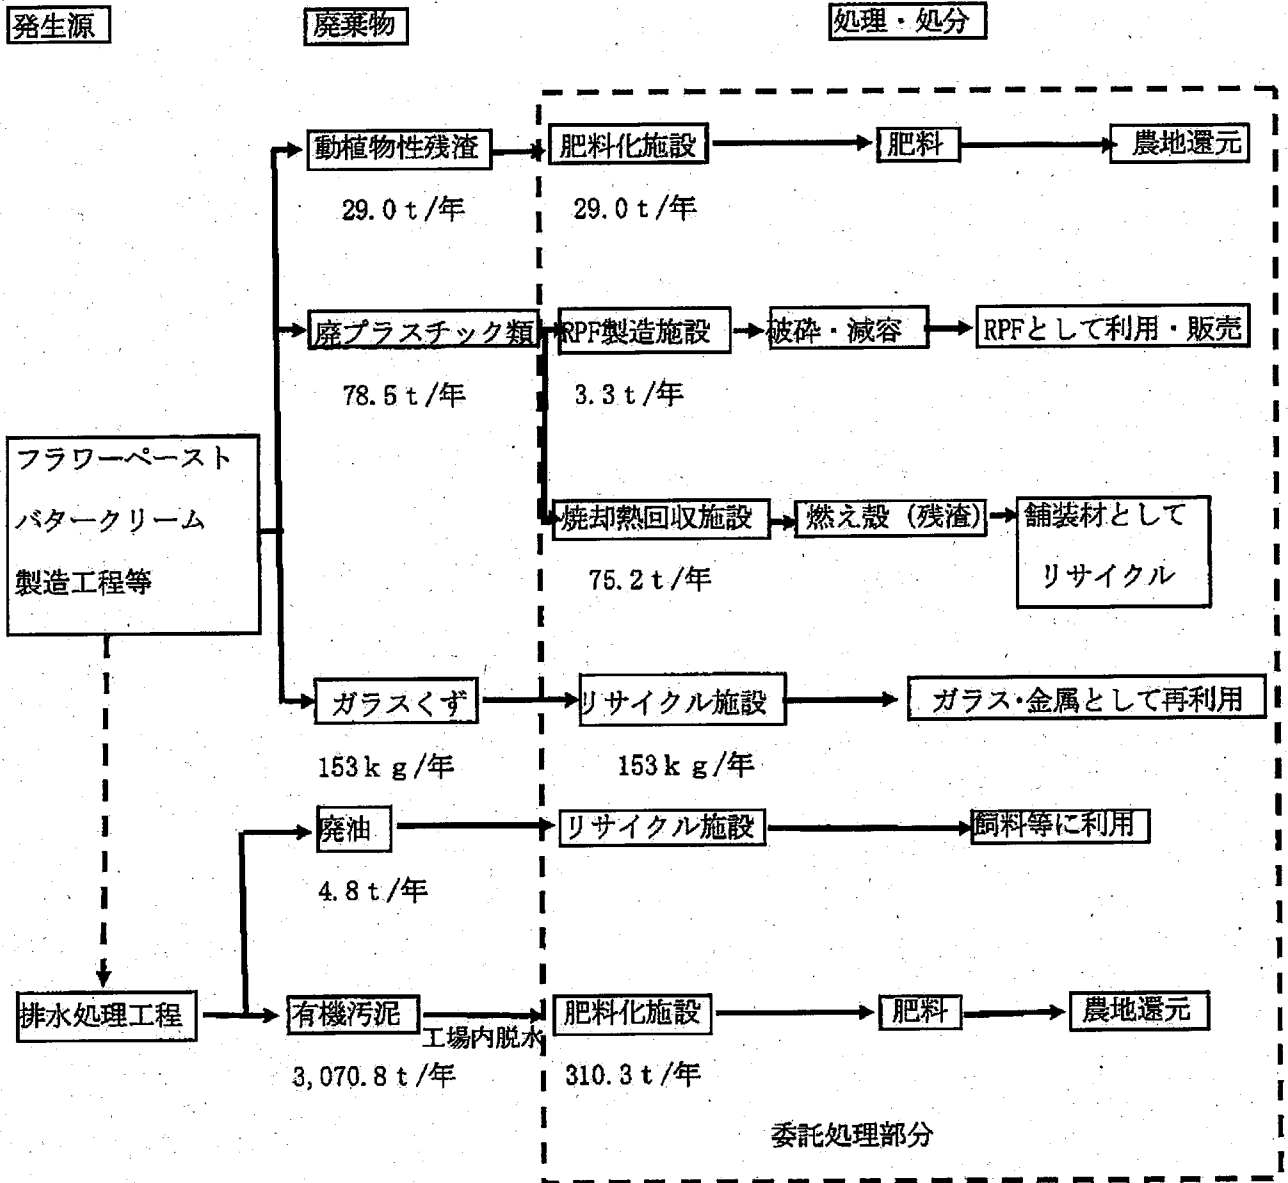 発生源
廃棄物
処理・処分
動植物性残渣
肥料化施設
肥料
農地還元
29.0t/年
29.0t/年
廃プラスチック類
RPF製造施設
破砕・減容
RPFとして利用・販売
78.5t/年
3.3t/年
フラワーペースト
バタークリーム
製造工程等
焼却熱回収施設
燃え殻（残渣）
舗装材として
リサイクル
75.2t/年
ガラスくず
リサイクル施設
ガラス・金属として再利用
153kg/年
153kg/年
廃油
リサイクル施設
飼料等に利用
4.8t/年
排水処理工程
有機汚泥
工場内脱水
肥料化施設
肥料
農地還元
3,070.8t/年
310.3t/年
委託処理部分